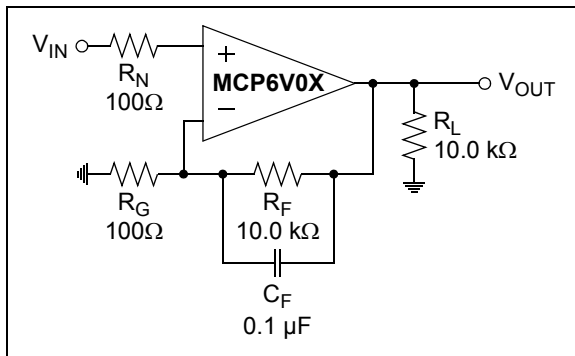 V_IN
R_N
100Ω
+
MCP6V0X
−
V_OUT
R_L
10.0 kΩ
R_G
100Ω
R_F
10.0 kΩ
C_F
0.1 µF